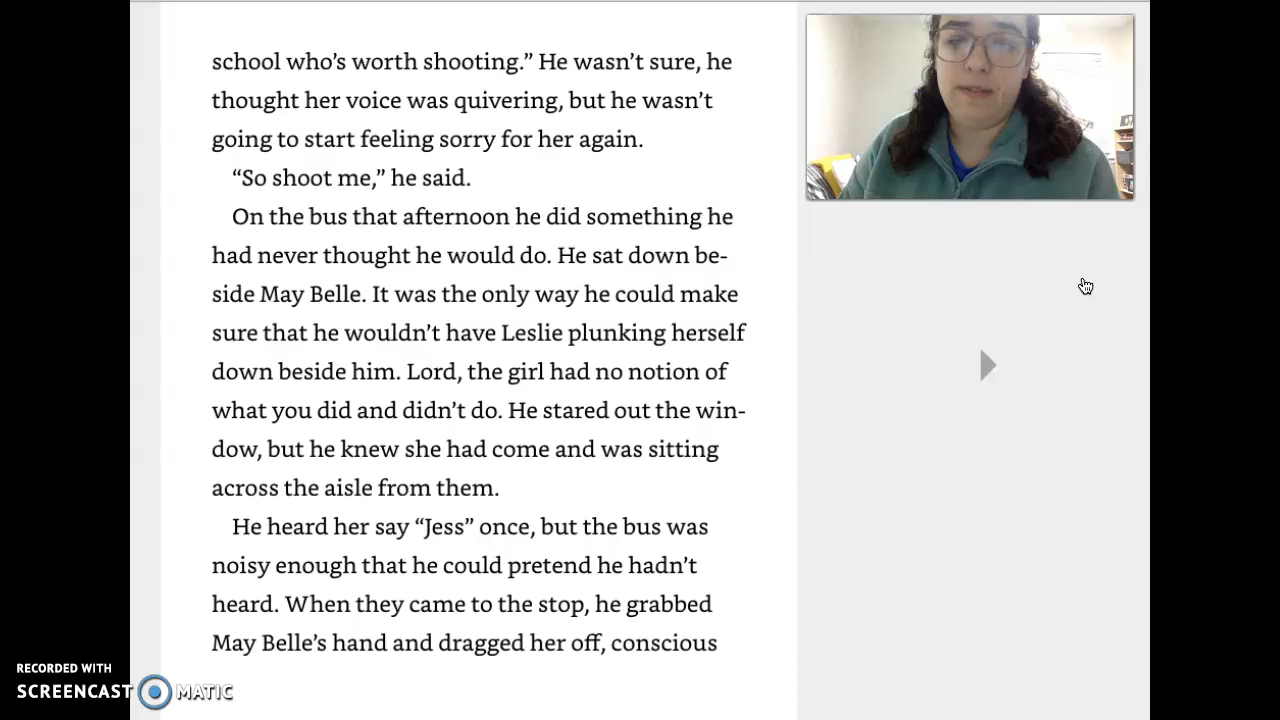 school who's worth shooting.” He wasn't sure, he
thought her voice was quivering, but he wasn't
going to start feeling sorry for her again.
“So shoot me,” he said.
On the bus that afternoon he did something he
had never thought he would do. He sat down be-
side May Belle. It was the only way he could make
sure that he wouldn't have Leslie plunking herself
down beside him. Lord, the girl had no notion of
what you did and didn't do. He stared out the win-
dow, but he knew she had come and was sitting
across the aisle from them.
He heard her say “Jess” once, but the bus was
noisy enough that he could pretend he hadn't
heard. When they came to the stop, he grabbed
May Belle's hand and dragged her off, conscious
RECORDED WITH
SCREENCAST MATIC